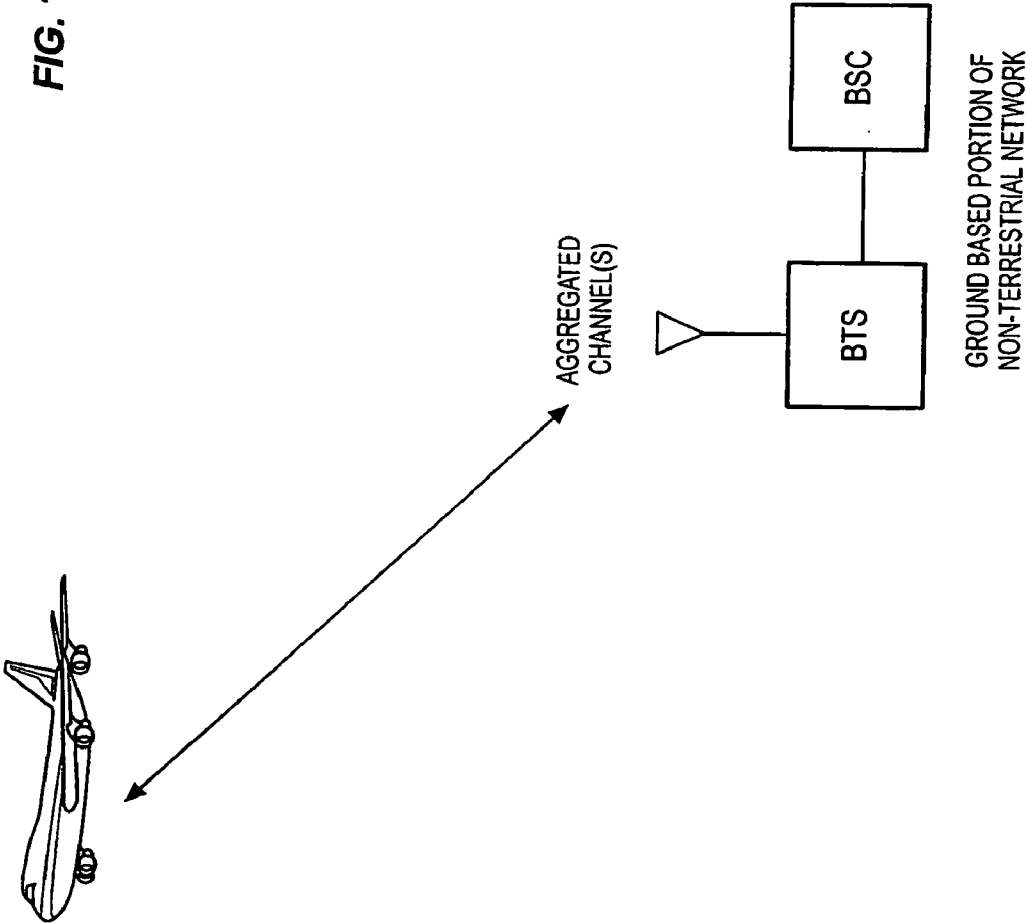 FIG.
AGGREGATED
CHANNEL(S)
BTS
BSC
GROUND BASED PORTION OF
NON-TERRESTRIAL NETWORK